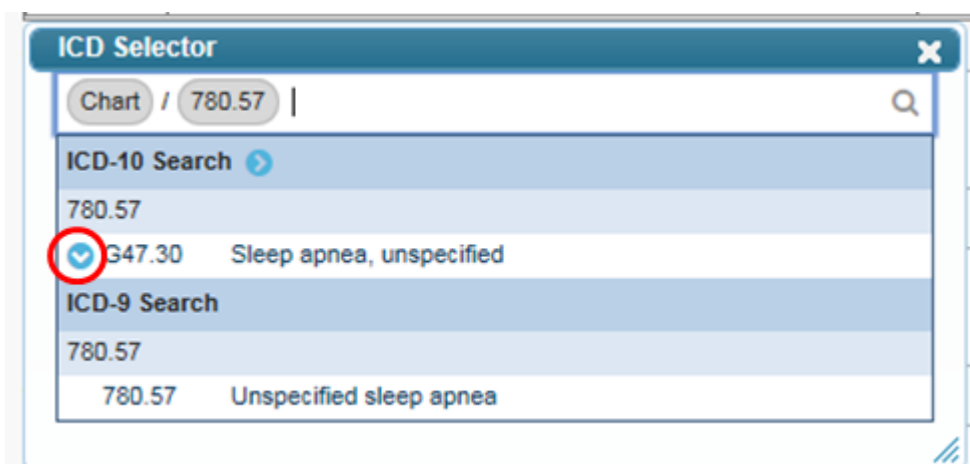 ICD Selector
Chart / 780.57
ICD-10 Search
780.57
G47.30 Sleep apnea, unspecified
ICD-9 Search
780.57
780.57 Unspecified sleep apnea